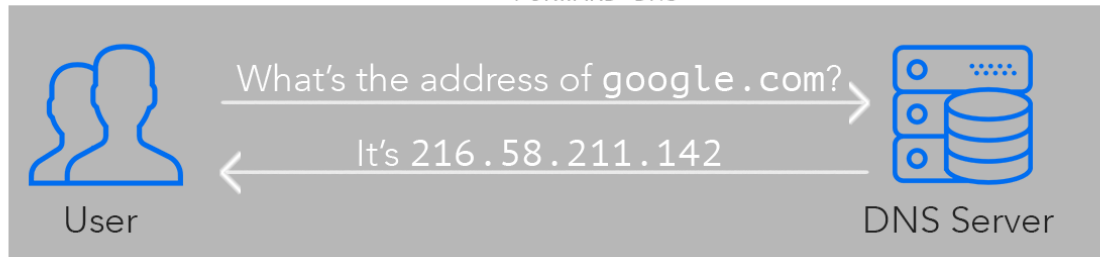 What's the address of google.com?
It's 216.58.211.142
User
DNS Server